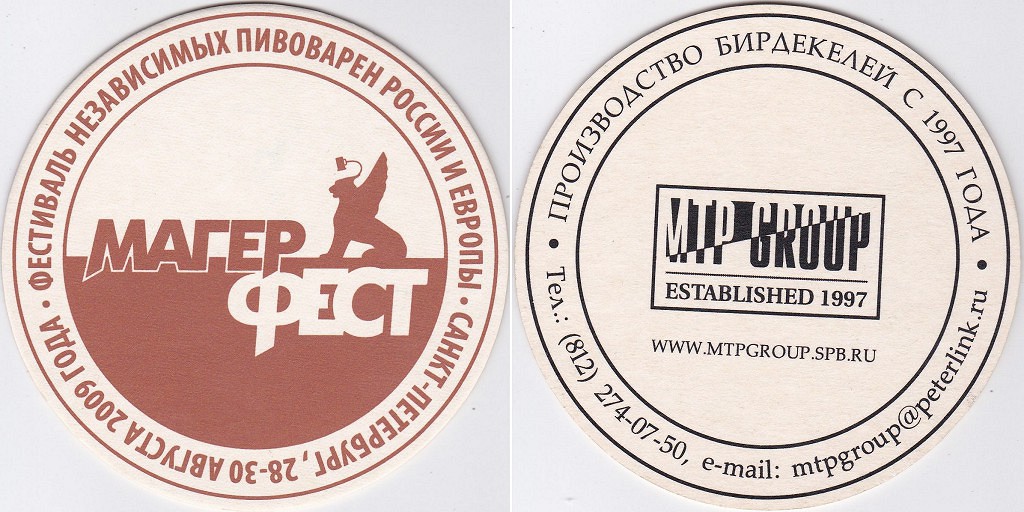 ФЕСТИВАЛЬ НЕЗАВИСИМЫХ ПИВОВАРЕН РОССИИ И ЕВРОПЫ • САНКТ-ПЕТЕРБУРГ, 28-30 АВГУСТА 2009 ГОДА •
МАГЕР
ФЕСТ
• ПРОИЗВОДСТВО БИРДЕКЕЛЕЙ С 1997 ГОДА •
MTP GROUP
ESTABLISHED 1997
WWW.MTPGROUP.SPB.RU
Тел.: (812) 274-07-50, e-mail: mtpgroup@peterlink.ru